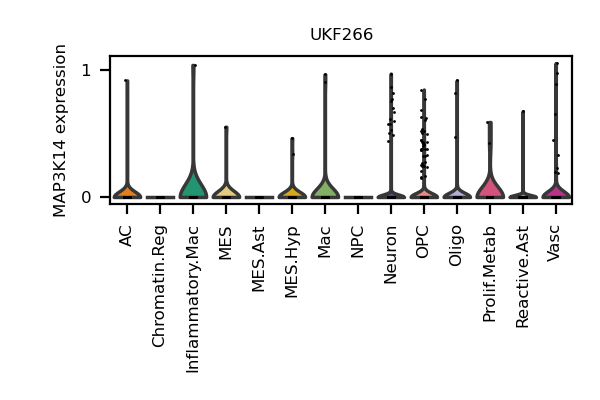 UKF266
MAP3K14 expression
1
0
AC
Chromatin.Reg
Inflammatory.Mac
MES
MES.Ast
MES.Hyp
Mac
NPC
Neuron
OPC
Oligo
Prolif.Metab
Reactive.Ast
Vasc